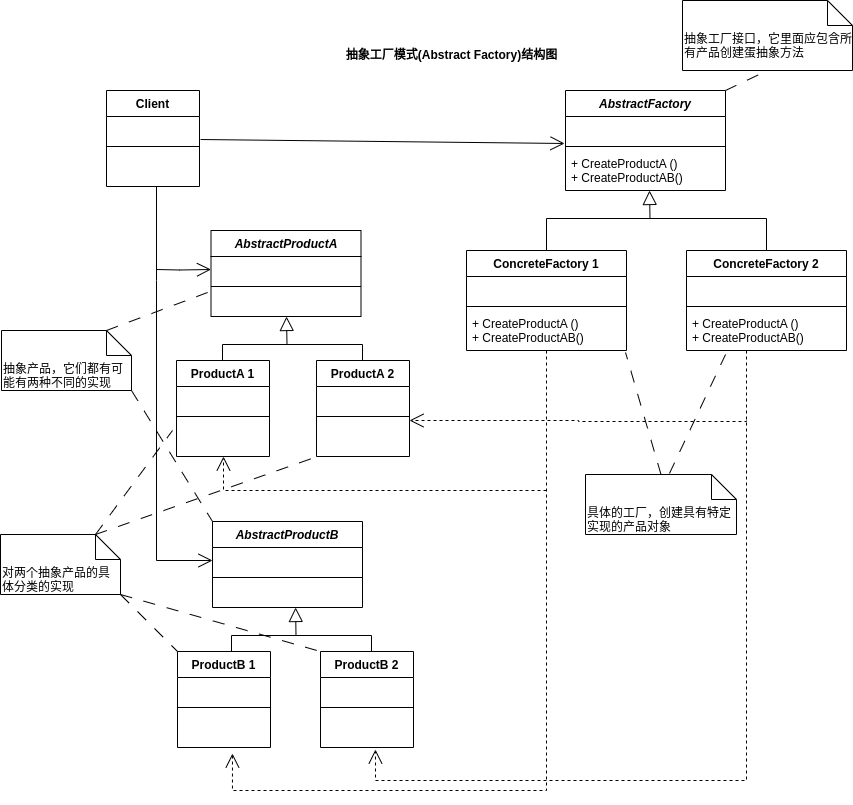 抽象工厂接口，它里面应包含所
有产品创建蛋抽象方法
抽象工厂模式(Abstract Factory)结构图
Client
AbstractFactory
+ CreateProductA ()
+ CreateProductAB()
AbstractProductA
ConcreteFactory 1
+ CreateProductA ()
+ CreateProductAB()
ConcreteFactory 2
+ CreateProductA ()
+ CreateProductAB()
抽象产品，它们都有可
能有两种不同的实现
ProductA 1
ProductA 2
具体的工厂，创建具有特定
实现的产品对象
AbstractProductB
对两个抽象产品的具
体分类的实现
ProductB 1
ProductB 2